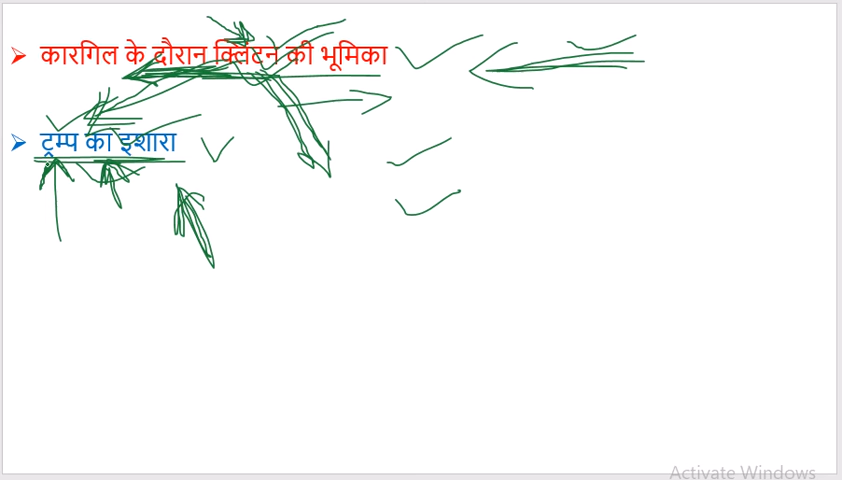 कारगिल के दौरान क्लिंटन की भूमिका
ट्रम्प का इशारा
Activate Windows